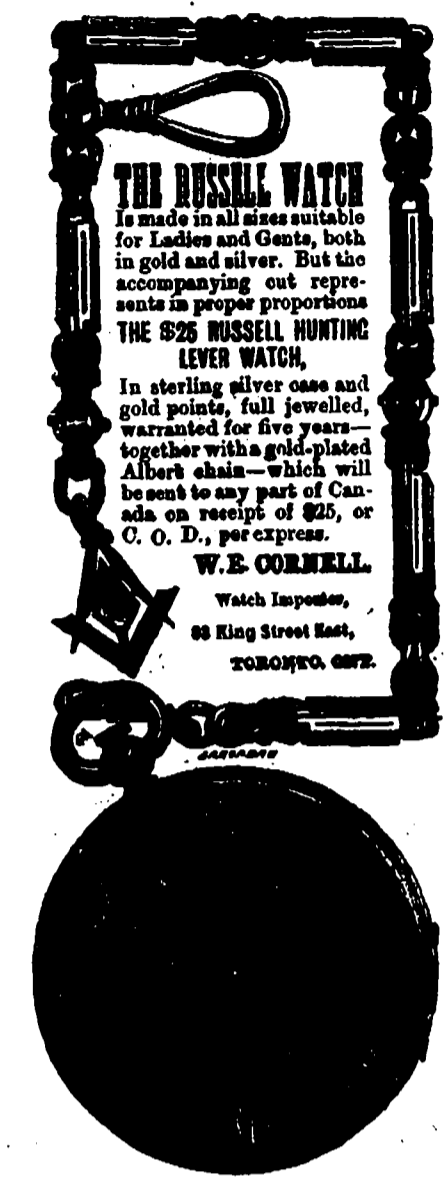 THE RUSSELL WATCH
Is made in all sizes suitable
for Ladies and Gents, both
in gold and silver. But the
accompanying cut repre-
sents in proper proportions
THE $25 RUSSELL HUNTING
LEVER WATCH,
In sterling silver case and
gold points, full jewelled,
warranted for five years—
together with a gold-plated
Albert chain—which will
be sent to any part of Can-
ada on receipt of $25, or
C. O. D., per express.
W. E. CORNELL,
Watch Importer,
King Street East,
TORONTO, ONT.